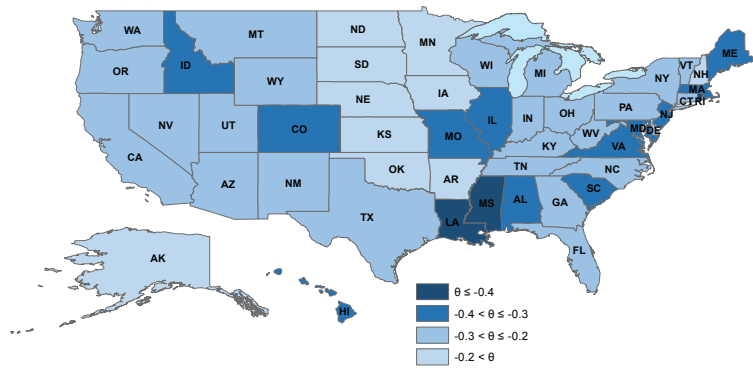 WA
MT
ND
MN
ME
OR
ID
SD
WI
MI
VT
NH
NY
MA
CT
RI
WY
NE
IA
PA
NJ
NV
UT
CO
IL
IN
OH
MD
DE
CA
KS
MO
WV
KY
VA
AZ
NM
OK
AR
TN
NC
SC
TX
LA
MS
AL
GA
FL
AK
HI
θ ≤ -0.4
-0.4 < θ ≤ -0.3
-0.3 < θ ≤ -0.2
-0.2 < θ